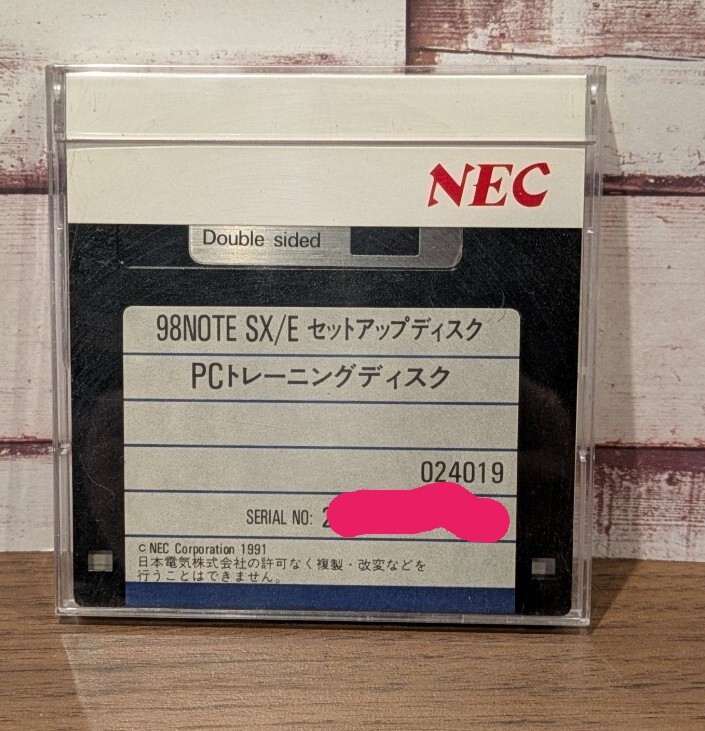 NEC
Double sided
98NOTE SX/E セットアップディスク
PCトレーニングディスク
024019
SERIAL NO: 2
© NEC Corporation 1991
日本電気株式会社の許可なく複製・改変などを
行うことはできません。